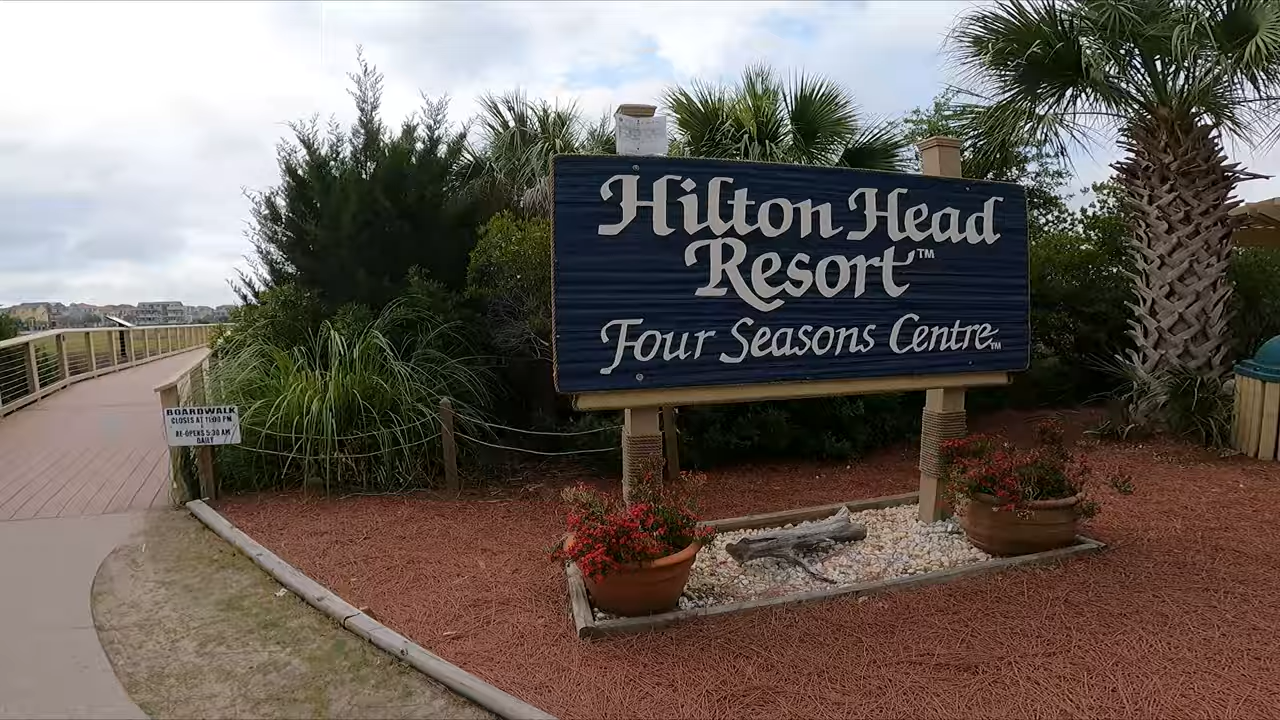 Hilton Head
Resort™
Four Seasons Centre™
BOARDWALK
CLOSES AT 11:00 PM
RE-OPENS 5:30 AM
DAILY